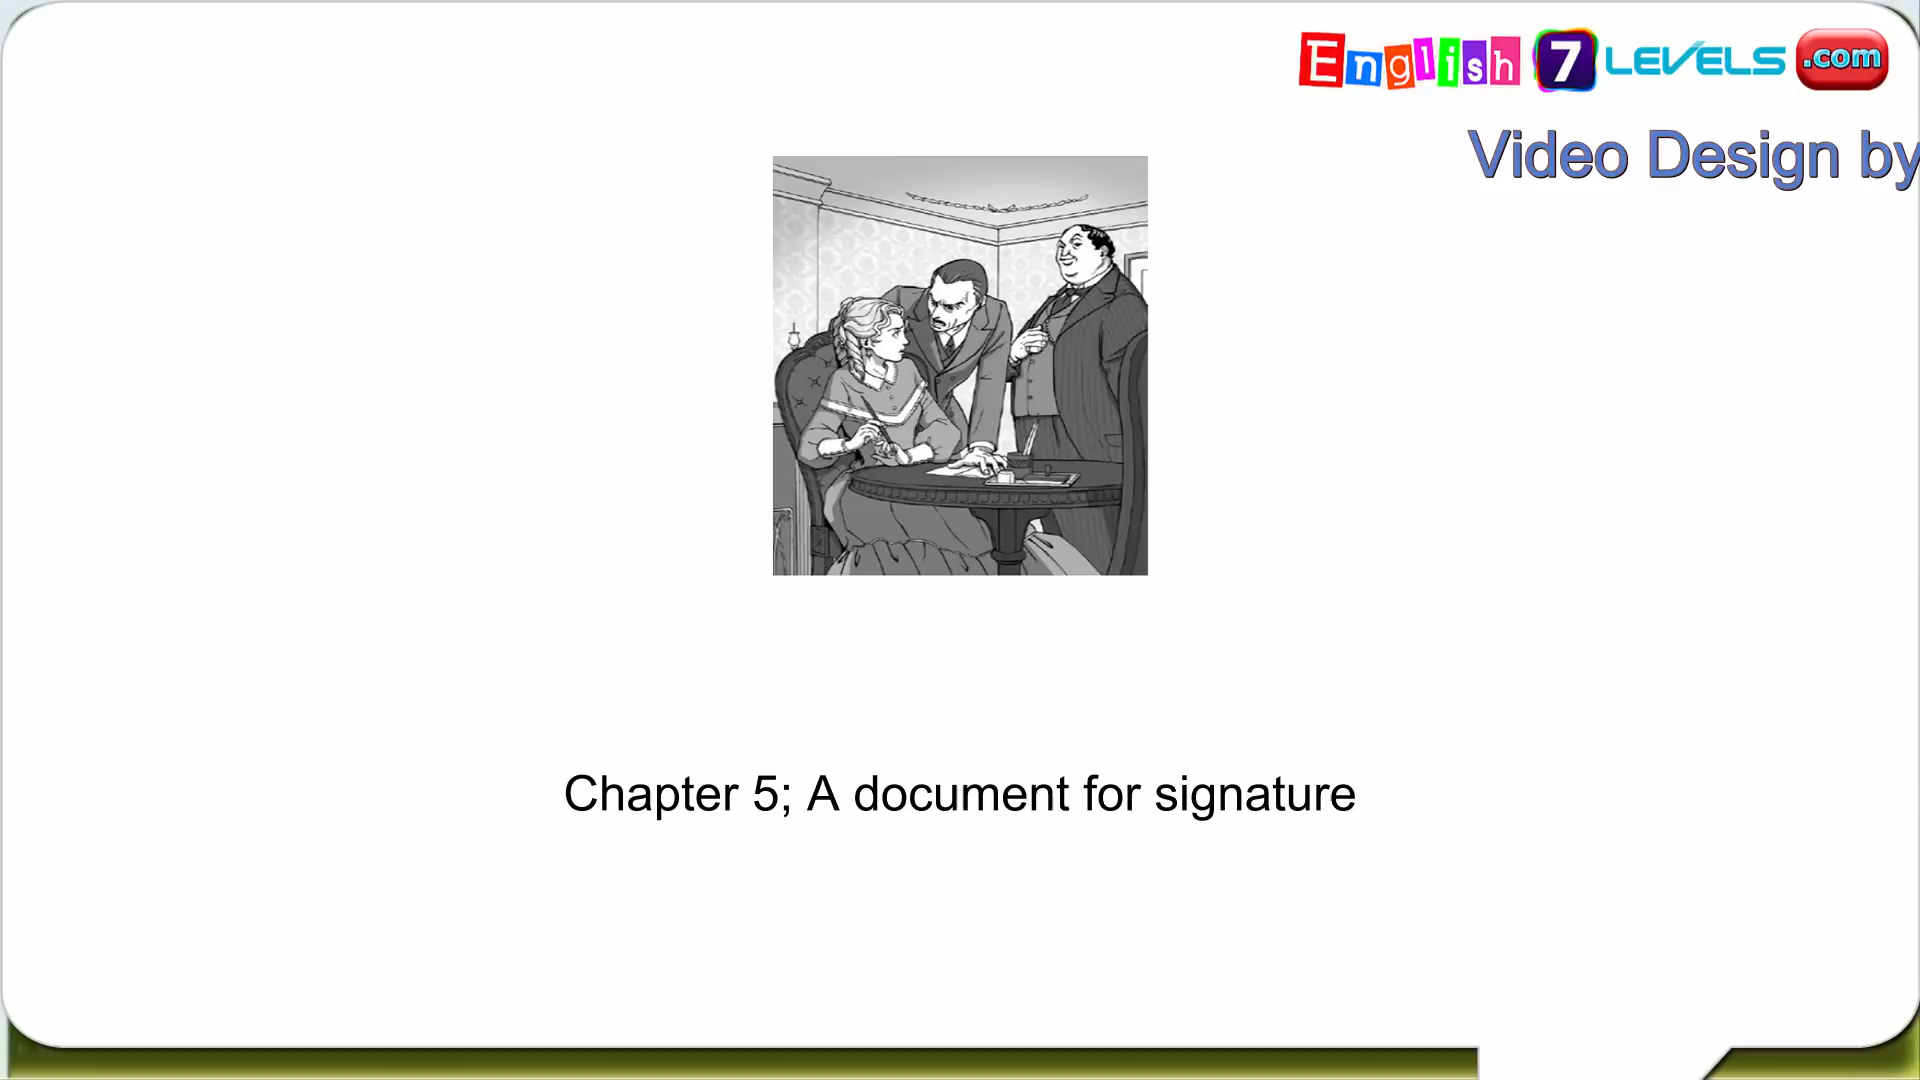 English 7 LEVELS .com
Video Design by
Chapter 5; A document for signature